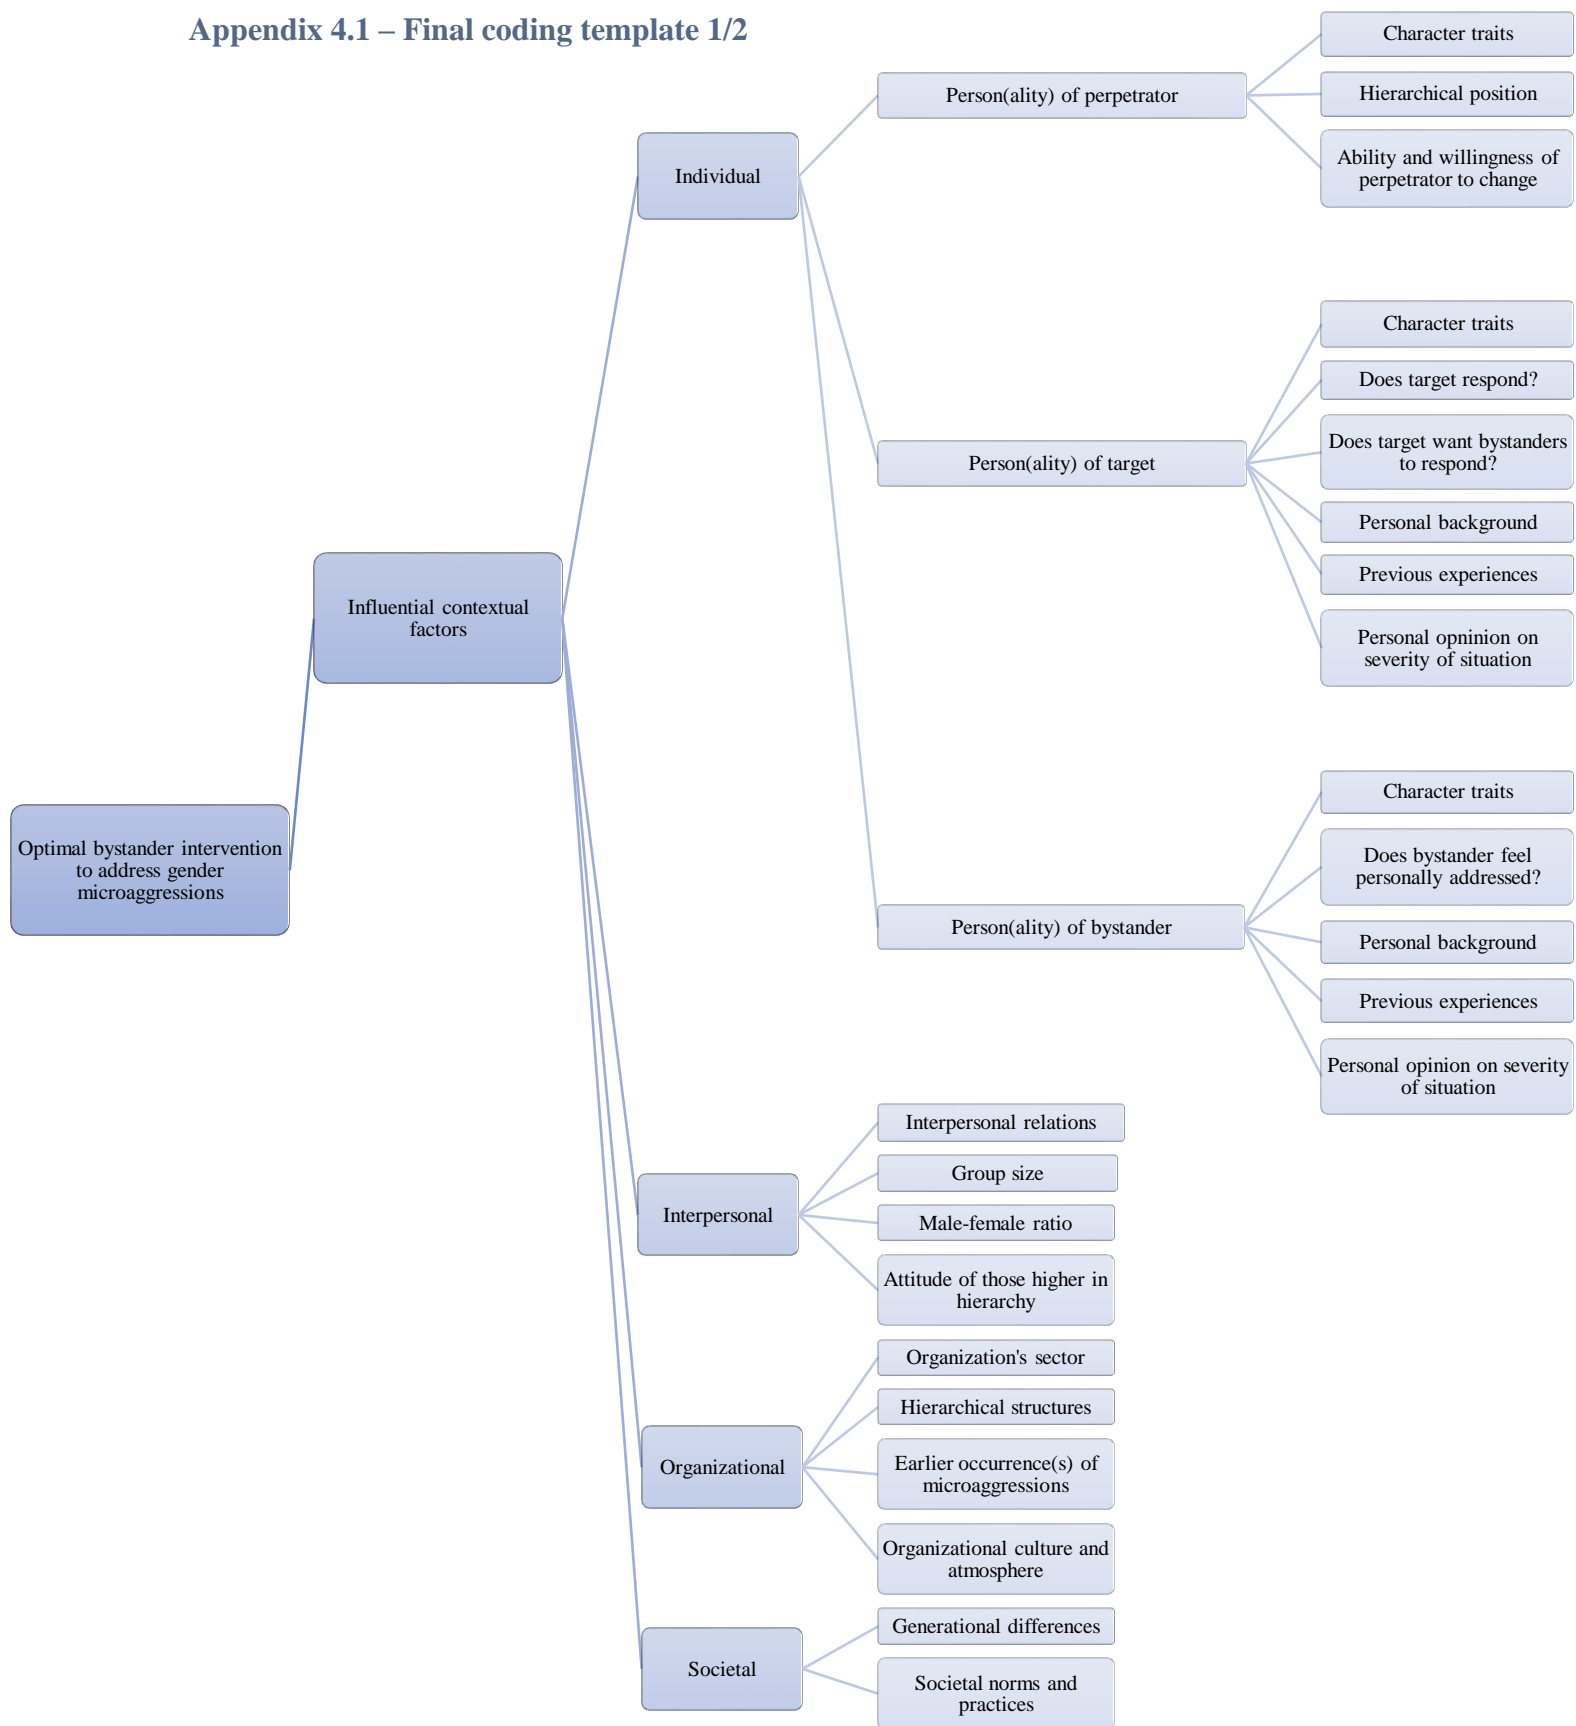 Appendix 4.1 – Final coding template 1/2
Optimal bystander intervention
to address gender
microaggressions
Influential contextual
factors
Individual
Person(ality) of perpetrator
Character traits
Hierarchical position
Ability and willingness of
perpetrator to change
Person(ality) of target
Character traits
Does target respond?
Does target want bystanders
to respond?
Personal background
Previous experiences
Personal opninion on
severity of situation
Person(ality) of bystander
Character traits
Does bystander feel
personally addressed?
Personal background
Previous experiences
Personal opinion on severity
of situation
Interpersonal
Interpersonal relations
Group size
Male-female ratio
Attitude of those higher in
hierarchy
Organizational
Organization's sector
Hierarchical structures
Earlier occurrence(s) of
microaggressions
Organizational culture and
atmosphere
Societal
Generational differences
Societal norms and
practices